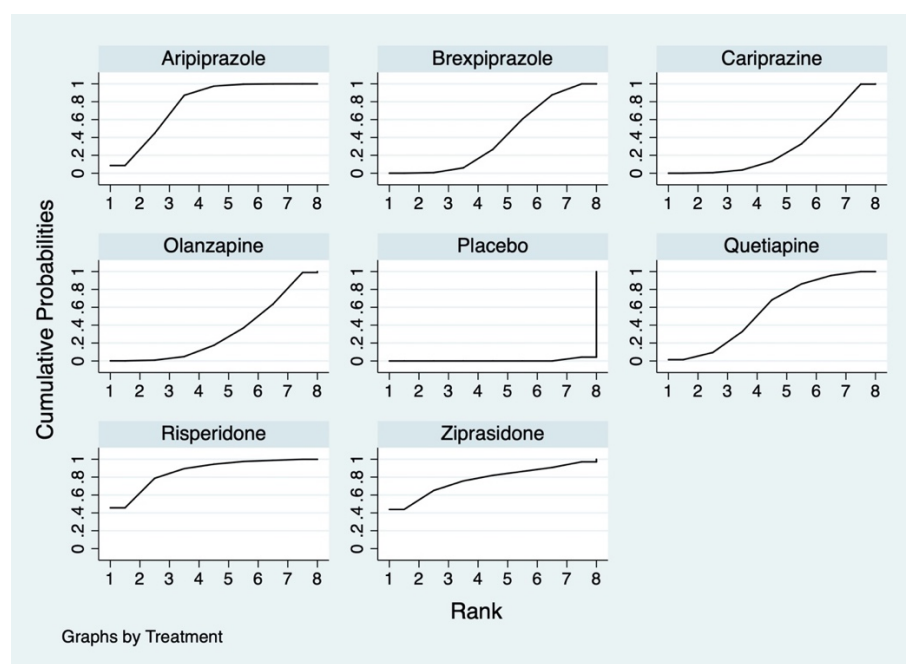 Aripiprazole
Brexpiprazole
Cariprazine
0 .2 .4 .6 .8 1
1 2 3 4 5 6 7 8
0 .2 .4 .6 .8 1
1 2 3 4 5 6 7 8
0 .2 .4 .6 .8 1
1 2 3 4 5 6 7 8
Olanzapine
Placebo
Quetiapine
0 .2 .4 .6 .8 1
1 2 3 4 5 6 7 8
0 .2 .4 .6 .8 1
1 2 3 4 5 6 7 8
0 .2 .4 .6 .8 1
1 2 3 4 5 6 7 8
Risperidone
Ziprasidone
0 .2 .4 .6 .8 1
1 2 3 4 5 6 7 8
0 .2 .4 .6 .8 1
1 2 3 4 5 6 7 8
Cumulative Probabilities
Rank
Graphs by Treatment